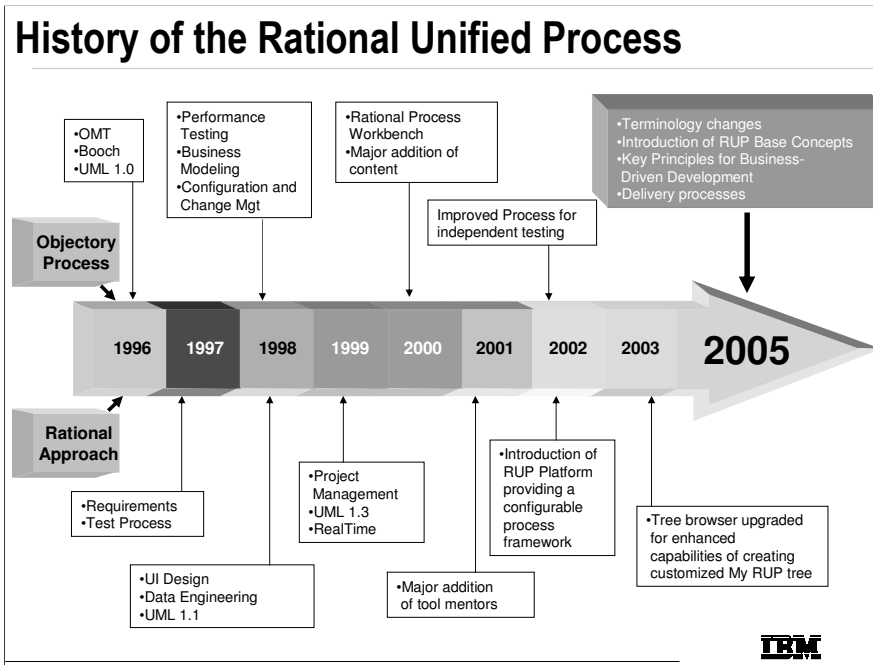 History of the Rational Unified Process
•OMT
•Booch
•UML 1.0
•Performance
Testing
•Business
Modeling
•Configuration and
Change Mgt
•Rational Process
Workbench
•Major addition of
content
Improved Process for
independent testing
•Terminology changes
•Introduction of RUP Base Concepts
•Key Principles for Business-
Driven Development
•Delivery processes
Objectory
Process
1996
1997
1998
1999
2000
2001
2002
2003
2005
Rational
Approach
•Requirements
•Test Process
•UI Design
•Data Engineering
•UML 1.1
•Project
Management
•UML 1.3
•RealTime
•Major addition
of tool mentors
•Introduction of
RUP Platform
providing a
configurable
process
framework
•Tree browser upgraded
for enhanced
capabilities of creating
customized My RUP tree
IBM